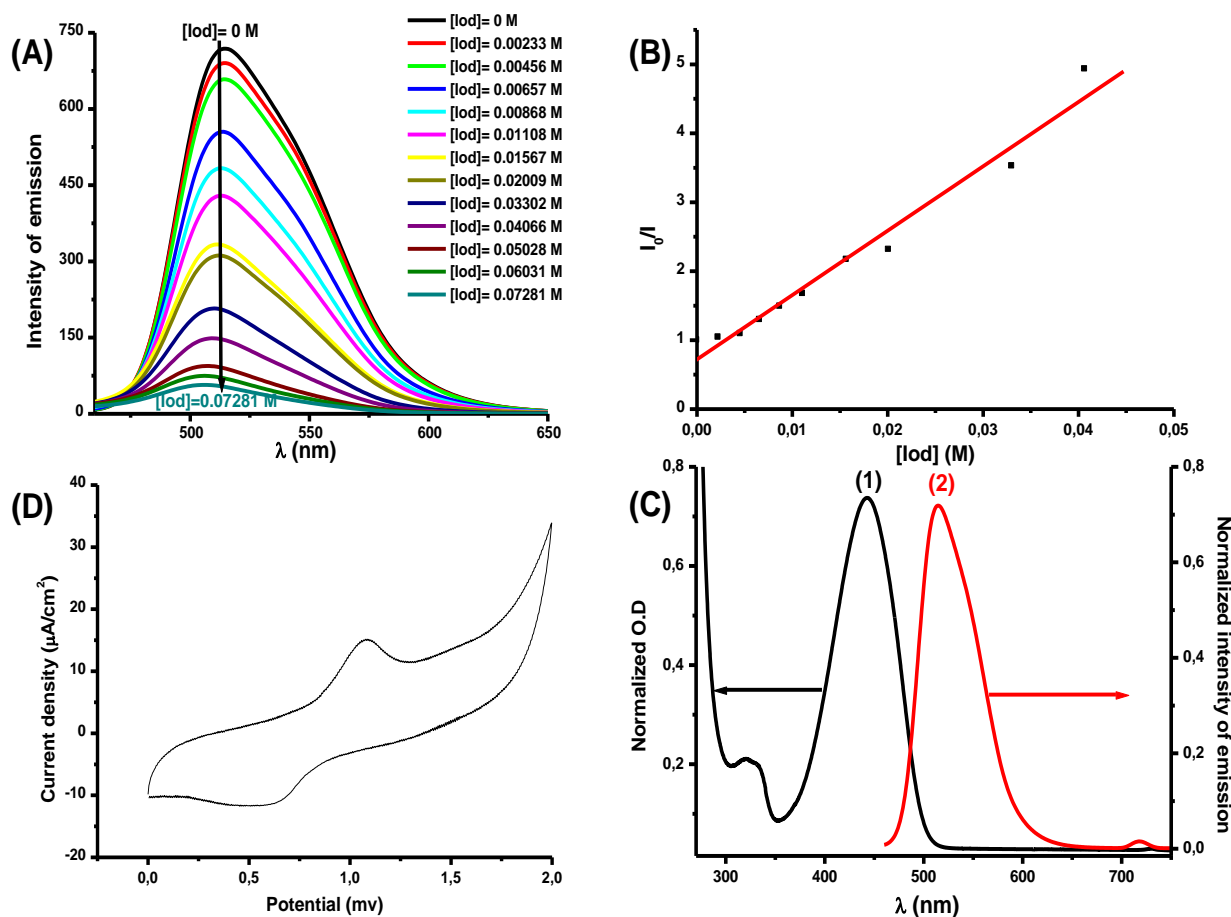 (A)
Intensity of emission
750
600
450
300
150
0
500
550
600
650
λ (nm)
[Iod]= 0 M
[Iod]=0.07281 M
[Iod]= 0 M
[Iod]= 0.00233 M
[Iod]= 0.00456 M
[Iod]= 0.00657 M
[Iod]= 0.00868 M
[Iod]= 0.01108 M
[Iod]= 0.01567 M
[Iod]= 0.02009 M
[Iod]= 0.03302 M
[Iod]= 0.04066 M
[Iod]= 0.05028 M
[Iod]= 0.06031 M
[Iod]= 0.07281 M
(B)
I₀/I
5
4
3
2
1
0
0,00
0,01
0,02
0,03
0,04
0,05
[Iod] (M)
(D)
Current density (μA/cm²)
40
30
20
10
0
-10
-20
0,0
0,5
1,0
1,5
2,0
Potential (mv)
(C)
(1)
(2)
Normalized O.D
0,8
0,6
0,4
0,2
300
400
500
600
700
λ (nm)
0,8
0,6
0,4
0,2
0,0
Normalized intensity of emission